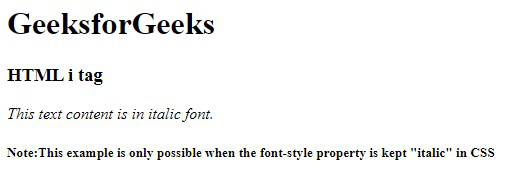 GeeksforGeeks
HTML i tag
This text content is in italic font.
Note:This example is only possible when the font-style property is kept "italic" in CSS